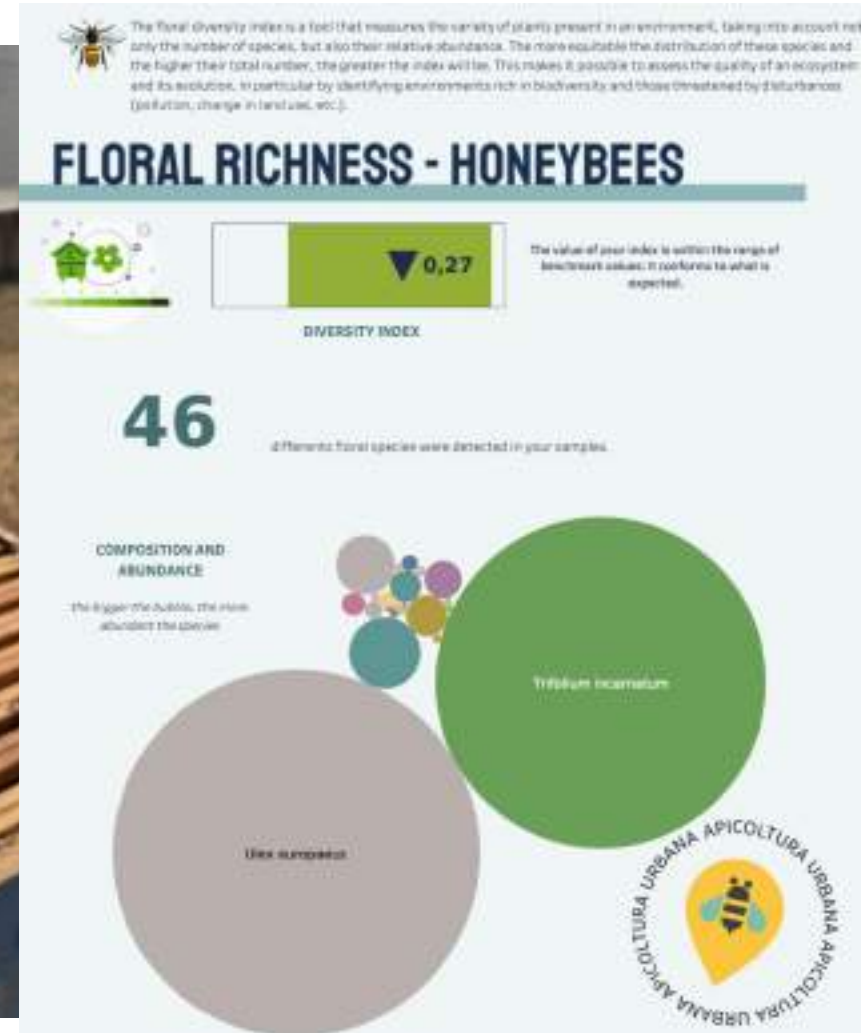 The floral diversity index is a tool that measures the variety of plants present in an environment, taking into account not
only the number of species, but also their relative abundance. The more equitable the distribution of these species and
the higher their total number, the greater the index will be. This makes it possible to assess the quality of an ecosystem
and its evolution, in particular by identifying environments rich in biodiversity and those threatened by disturbances
(pollution, change in land use, etc.).
FLORAL RICHNESS - HONEYBEES
0,27
The value of your index is within the range of
benchmark values. It conforms to what is
expected.
DIVERSITY INDEX
46
differents floral species were detected in your samples.
COMPOSITION AND
ABUNDANCE
the bigger the bubble, the more
abundant the species
Trifolium incarnatum
Ulex europaeus
APICOLTURA URBANA APICOLTURA URBANA APICOLTURA URBANA